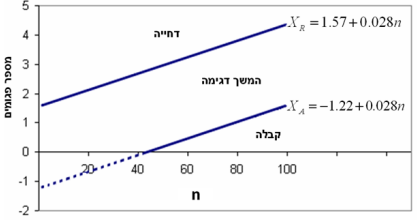 5
4
3
2
1
0
-1
-2
מספר פגומים
דחייה
X_R = 1.57 + 0.028n
המשך דגימה
X_A = −1.22 + 0.028n
קבלה
0 20 40 60 80 100
n